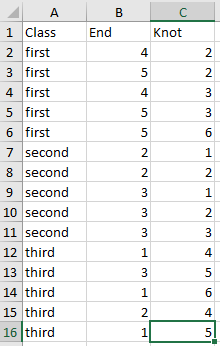 A B C
1 Class End Knot
2 first 4 2
3 first 5 2
4 first 4 3
5 first 5 3
6 first 5 6
7 second 2 1
8 second 2 2
9 second 3 1
10 second 3 2
11 second 3 3
12 third 1 4
13 third 3 5
14 third 1 6
15 third 2 4
16 third 1 5